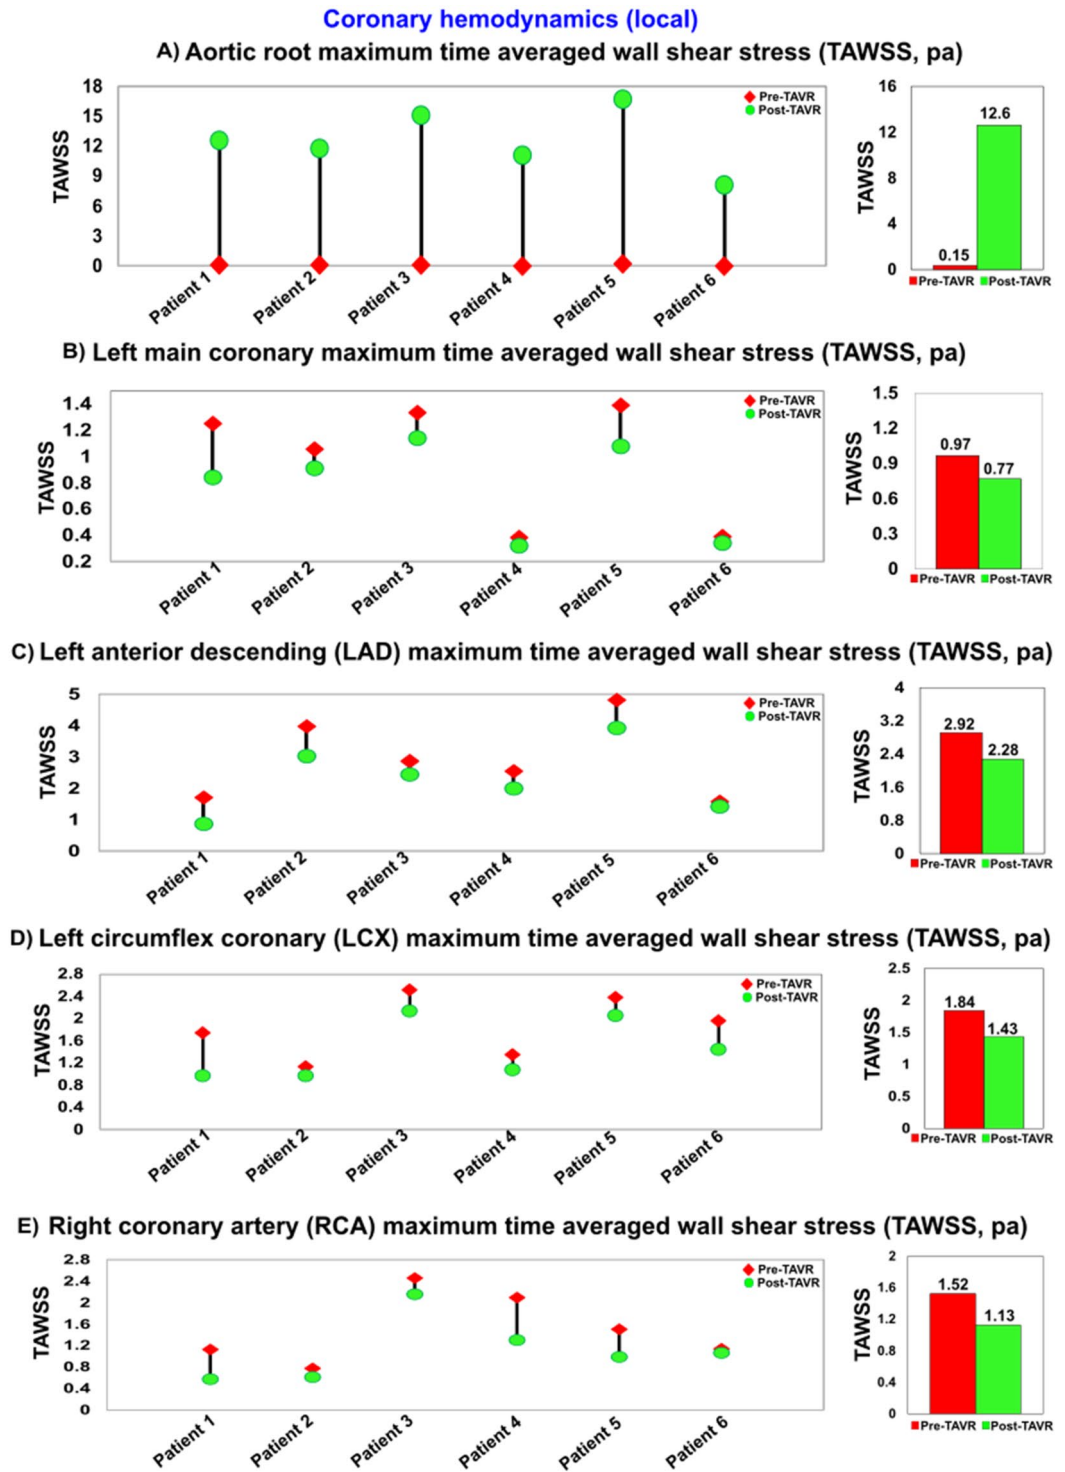 Coronary hemodynamics (local)
A) Aortic root maximum time averaged wall shear stress (TAWSS, pa)
TAWSS
18
15
12
9
6
3
0
Pre-TAVR
Post-TAVR
Patient 1
Patient 2
Patient 3
Patient 4
Patient 5
Patient 6
TAWSS
16
12
8
4
0
0.15
12.6
Pre-TAVR Post-TAVR
B) Left main coronary maximum time averaged wall shear stress (TAWSS, pa)
TAWSS
1.4
1.2
1
0.8
0.6
0.4
0.2
Pre-TAVR
Post-TAVR
Patient 1
Patient 2
Patient 3
Patient 4
Patient 5
Patient 6
TAWSS
1.5
1.2
0.9
0.6
0.3
0
0.97
0.77
Pre-TAVR Post-TAVR
C) Left anterior descending (LAD) maximum time averaged wall shear stress (TAWSS, pa)
TAWSS
5
4
3
2
1
0
Pre-TAVR
Post-TAVR
Patient 1
Patient 2
Patient 3
Patient 4
Patient 5
Patient 6
TAWSS
4
3.2
2.4
1.6
0.8
0
2.92
2.28
Pre-TAVR Post-TAVR
D) Left circumflex coronary (LCX) maximum time averaged wall shear stress (TAWSS, pa)
TAWSS
2.8
2.4
2
1.6
1.2
0.8
0.4
0
Pre-TAVR
Post-TAVR
Patient 1
Patient 2
Patient 3
Patient 4
Patient 5
Patient 6
TAWSS
2.5
2
1.5
1
0.5
0
1.84
1.43
Pre-TAVR Post-TAVR
E) Right coronary artery (RCA) maximum time averaged wall shear stress (TAWSS, pa)
TAWSS
2.8
2.4
2
1.6
1.2
0.8
0.4
0
Pre-TAVR
Post-TAVR
Patient 1
Patient 2
Patient 3
Patient 4
Patient 5
Patient 6
TAWSS
2
1.6
1.2
0.8
0.4
0
1.52
1.13
Pre-TAVR Post-TAVR